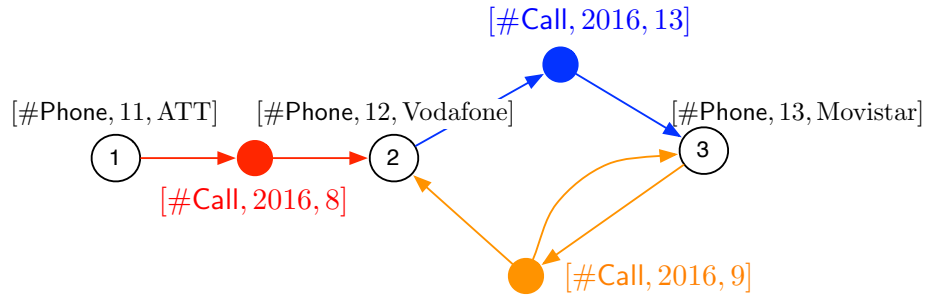 [#Call, 2016, 13]
[#Phone, 11, ATT]
[#Phone, 12, Vodafone]
[#Phone, 13, Movistar]
1
2
3
[#Call, 2016, 8]
[#Call, 2016, 9]